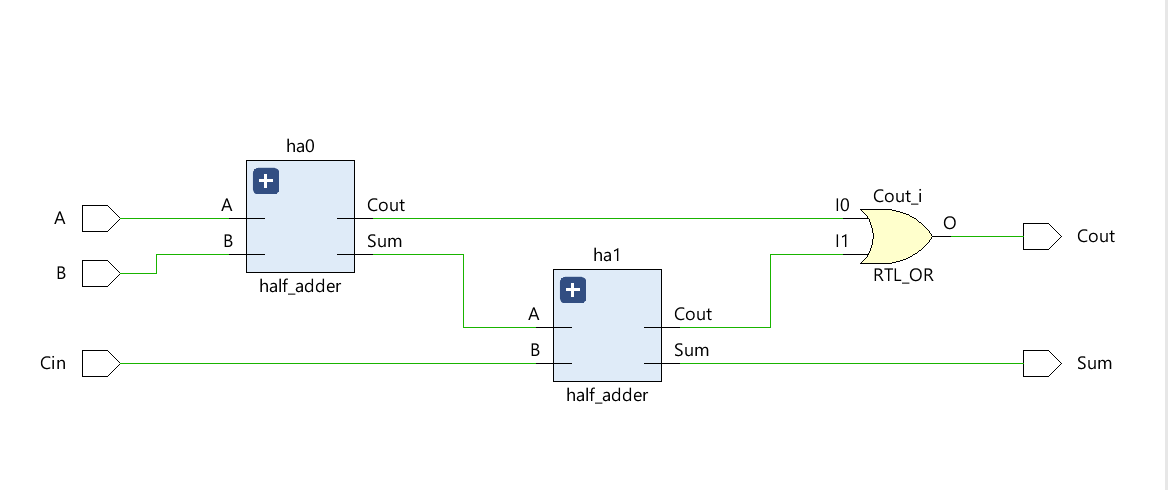 ha0
A
A
B
B
Cout
Sum
half_adder
Cin
ha1
A
B
Cout
Sum
half_adder
Cout_i
I0
I1
O
RTL_OR
Cout
Sum